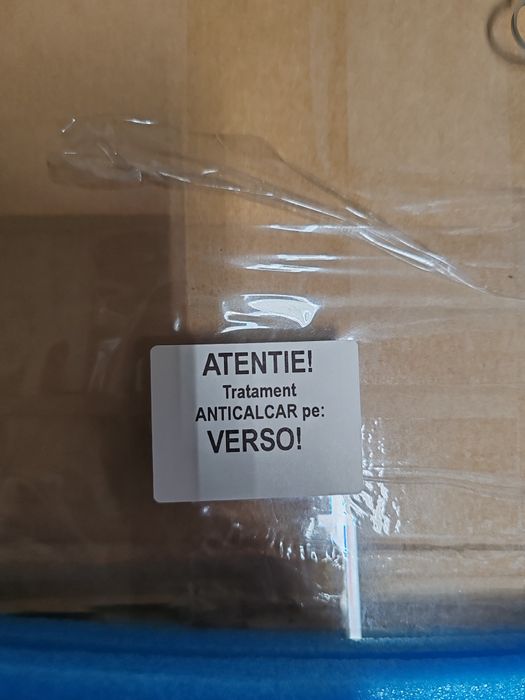 ATENTIE!
Tratament
ANTICALCAR pe:
VERSO!